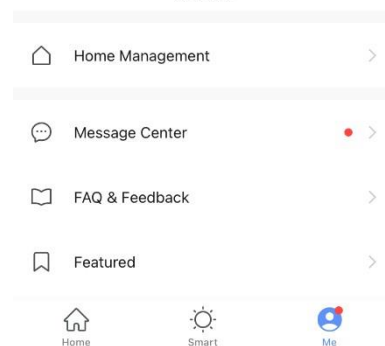 Home Management
Message Center
FAQ & Feedback
Featured
Home Smart Me